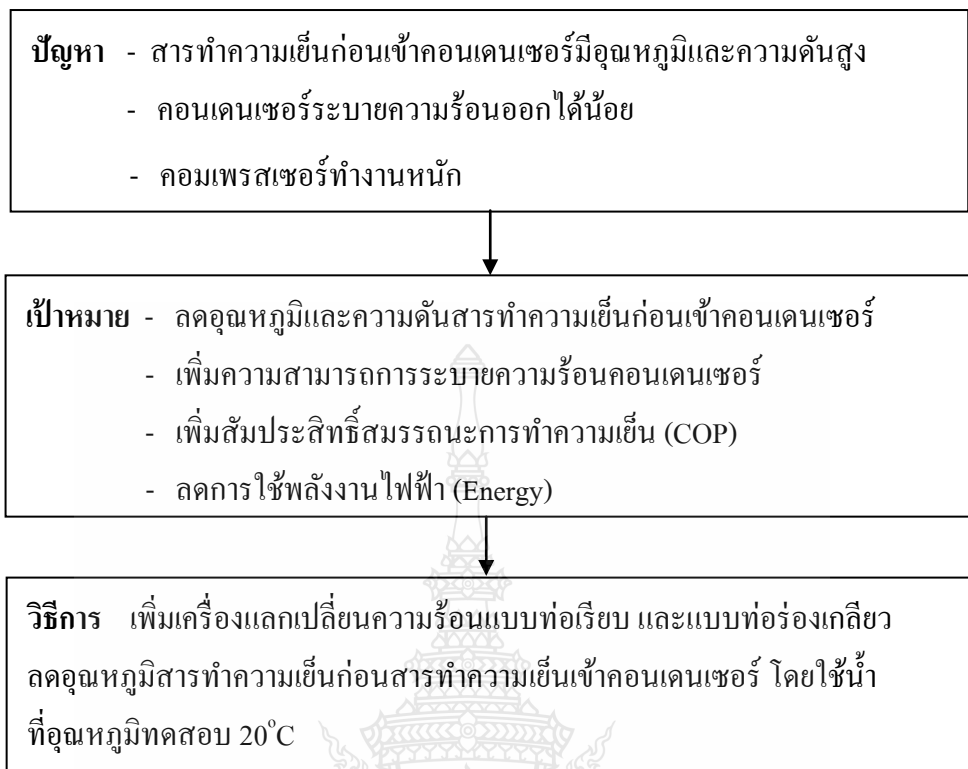 ปัญหา - สารทำความเย็นก่อนเข้าคอนเดนเซอร์มีอุณหภูมิและความดันสูง
- คอนเดนเซอร์ระบายความร้อนออกได้น้อย
- คอมเพรสเซอร์ทำงานหนัก
เป้าหมาย - ลดอุณหภูมิและความดันสารทำความเย็นก่อนเข้าคอนเดนเซอร์
- เพิ่มความสามารถการระบายความร้อนคอนเดนเซอร์
- เพิ่มสัมประสิทธิ์สมรรถนะการทำความเย็น (COP)
- ลดการใช้พลังงานไฟฟ้า (Energy)
วิธีการ เพิ่มเครื่องแลกเปลี่ยนความร้อนแบบท่อเรียบ และแบบท่อร่องเกลียว
ลดอุณหภูมิสารทำความเย็นก่อนสารทำความเย็นเข้าคอนเดนเซอร์ โดยใช้น้ำ
ที่อุณหภูมิทดสอบ 20°C